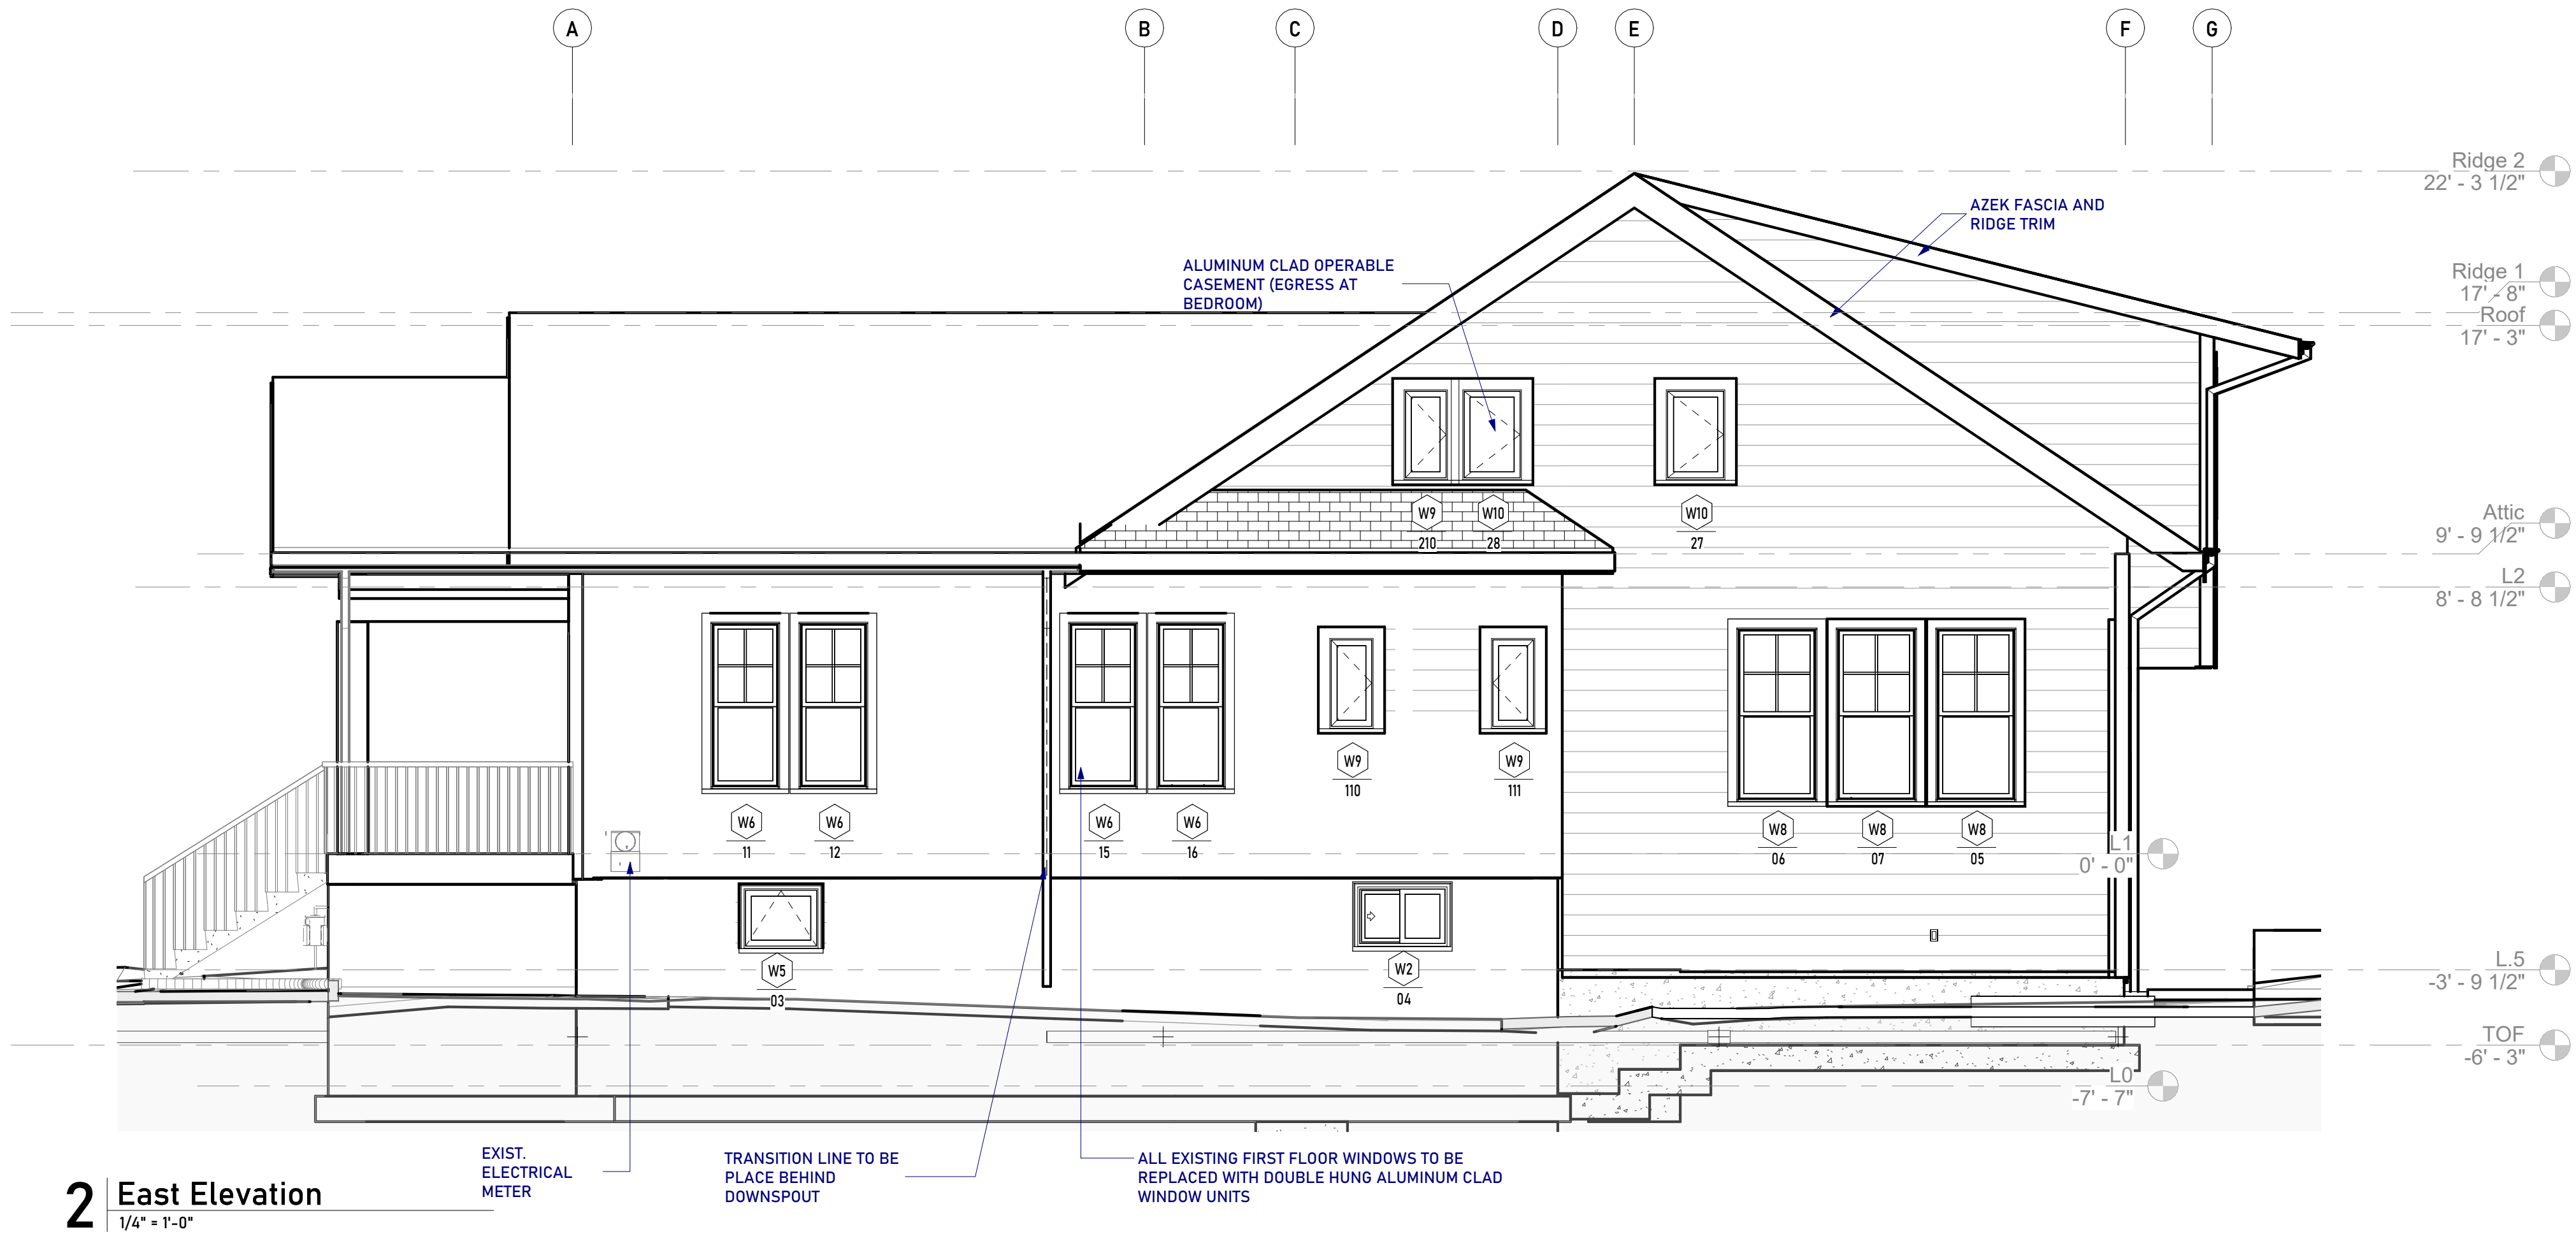 A B C D E F G
Ridge 2
22' - 3 1/2"
AZEK FASCIA AND
RIDGE TRIM
ALUMINUM CLAD OPERABLE
CASEMENT (EGRESS AT
BEDROOM)
Ridge 1
17' - 8"
Roof
17' - 3"
W9 W10 W10
210 28 27
Attic
9' - 9 1/2"
L2
8' - 8 1/2"
W9 W9
110 111
W6 W6 W6 W6 W8 W8 W8
11 12 15 16 06 07 05
L1
0' - 0"
W5 W2
03 04
L.5
-3' - 9 1/2"
TOF
-6' - 3"
L0
-7' - 7"
EXIST.
ELECTRICAL
METER
TRANSITION LINE TO BE
PLACE BEHIND
DOWNSPOUT
ALL EXISTING FIRST FLOOR WINDOWS TO BE
REPLACED WITH DOUBLE HUNG ALUMINUM CLAD
WINDOW UNITS
2 East Elevation
1/4" = 1'-0"